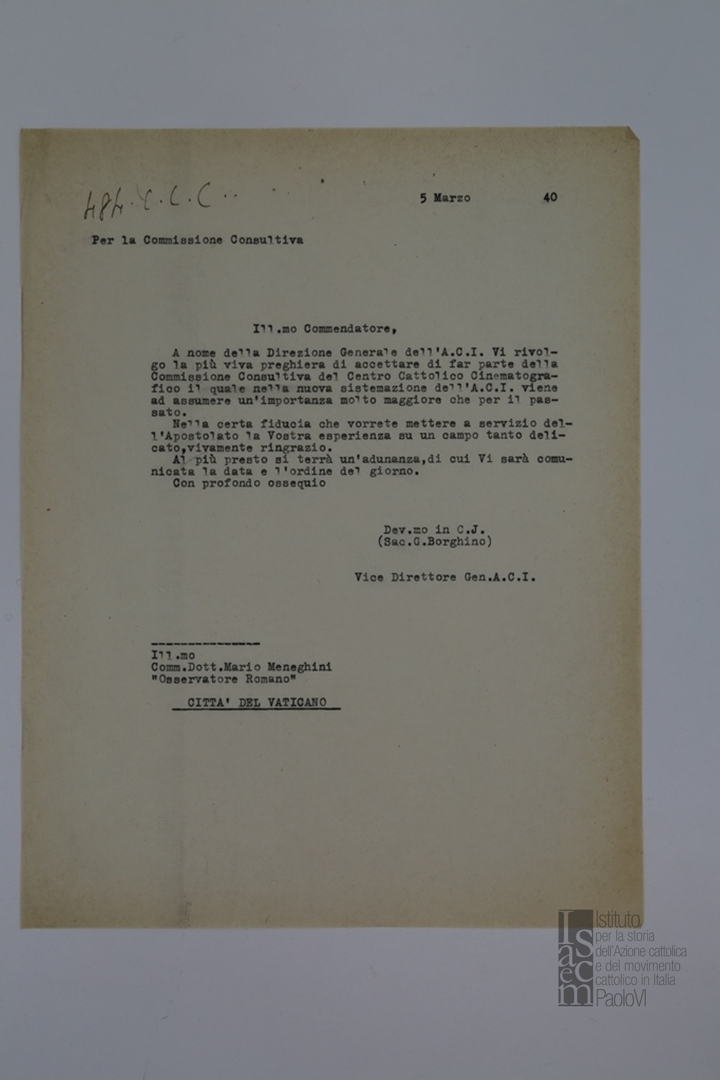 484. C. C. C..
5 Marzo 40
Per la Commissione Consultiva
Ill.mo Commendatore,
A nome della Direzione Generale dell'A.C.I. Vi rivol-
go la più viva preghiera di accettare di far parte della
Commissione Consultiva del Centro Cattolico Cinematogra-
fico il quale nella nuova sistemazione dell'A.C.I. viene
ad assumere un'importanza molto maggiore che per il pas-
sato.
Nella certa fiducia che vorrete mettere a servizio del-
l'Apostolato la Vostra esperienza su un campo tanto deli-
cato,vivamente ringrazio.
Al più presto si terrà un'adunanza,di cui Vi sarà comu-
nicata la data e l'ordine del giorno.
Con profondo ossequio
Dev.mo in C.J.
(Sac.G.Borghino)
Vice Direttore Gen.A.C.I.
Ill.mo
Comm.Dott.Mario Meneghini
"Osservatore Romano"
CITTA' DEL VATICANO
Isacem
Istituto
per la storia
dell'Azione cattolica
e del movimento
cattolico in Italia
PaoloVI